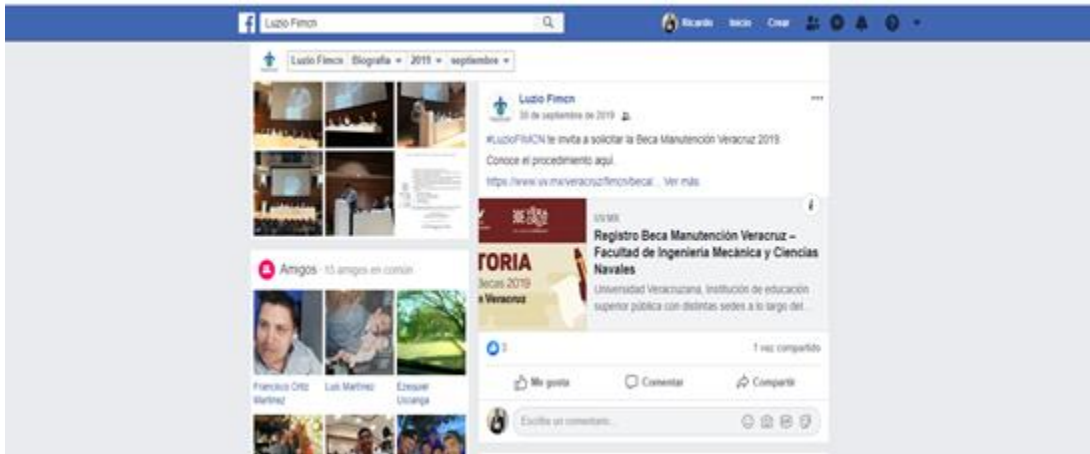 Luzio Fimcn
Ricardo Inicio Crear
Luzio Fimcn Biografía 2019 septiembre
Luzio Fimcn
30 de septiembre de 2019
#LuzioFIMCN te invita a solicitar la Beca Manutención Veracruz 2019.
Conoce el procedimiento aquí.
https://www.uv.mx/veracruz/fimcn/beca/... Ver más
UV.MX
Registro Beca Manutención Veracruz –
Facultad de Ingeniería Mecánica y Ciencias
Navales
Universidad Veracruzana, Institución de educación
superior pública con distintas sedes a lo largo del...
TORIA
Becas 2019
n Veracruz
3
1 vez compartido
Me gusta Comentar Compartir
Escribe un comentario...
Amigos · 15 amigos en común
Francisco Ortiz
Martínez
Luis Martínez
Ezequier
Uscanga